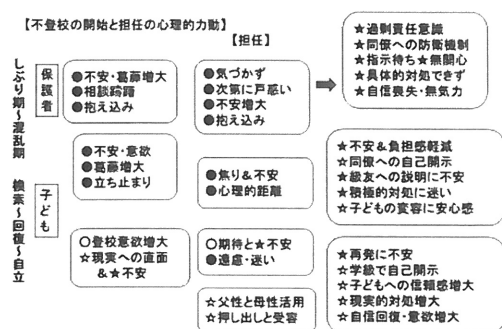 【不登校の開始と担任の心理的力動】
【担任】
しぶり期～混乱期
模索～回復～自立
保護者
●不安・葛藤増大
●相談躊躇
●抱え込み
●気づかず
●次第に戸惑い
●不安増大
●抱え込み
★過剰責任意識
★同僚への防衛機制
★指示待ち★無関心
★具体的対処できず
★自信喪失・無気力
子ども
●不安・意欲
●葛藤増大
●立ち止まり
●焦り&不安
●心理的距離
★不安&負担感軽減
☆同僚への自己開示
★級友への説明に不安
★積極的対処に迷い
☆子どもの変容に安心感
○登校意欲増大
☆現実への直面
&★不安
○期待と★不安
●遠慮・迷い
☆父性と母性活用
☆押し出しと受容
★再発に不安
☆学級で自己開示
☆子どもへの信頼感増大
☆現実的対処増大
☆自信回復・意欲増大